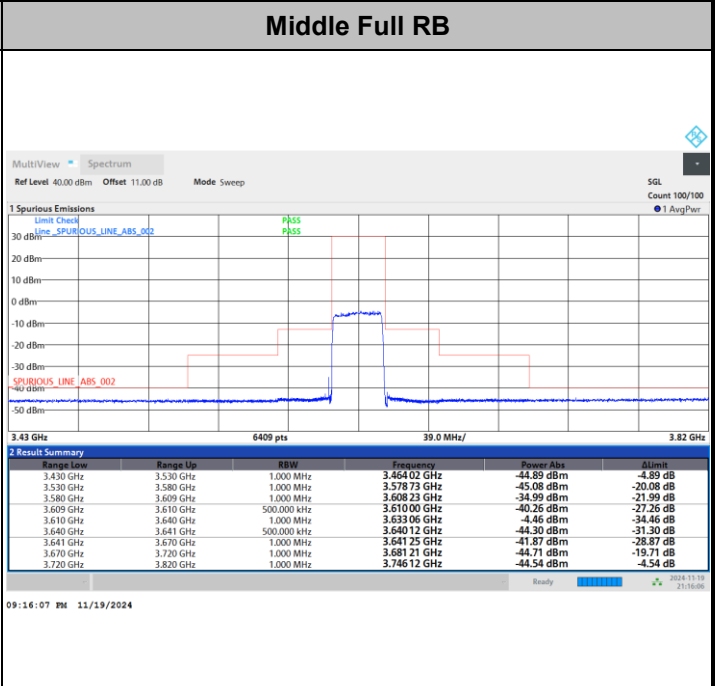 Middle Full RB
MultiView Spectrum
Ref Level 40.00 dBm Offset 11.00 dB Mode Sweep SGL
Count 100/100
1 Spurious Emissions 1 AvgPwr
Limit Check PASS
Line _SPURIOUS_LINE_ABS_002 PASS
30 dBm
20 dBm
10 dBm
0 dBm
-10 dBm
-20 dBm
-30 dBm
SPURIOUS_LINE_ABS_002
-40 dBm
-50 dBm
3.43 GHz 6409 pts 39.0 MHz/ 3.82 GHz
2 Result Summary
Range Low Range Up RBW Frequency Power Abs ΔLimit
3.430 GHz 3.530 GHz 1.000 MHz 3.464 02 GHz -44.89 dBm -4.89 dB
3.530 GHz 3.580 GHz 1.000 MHz 3.578 73 GHz -45.08 dBm -20.08 dB
3.580 GHz 3.609 GHz 1.000 MHz 3.608 23 GHz -34.99 dBm -21.99 dB
3.609 GHz 3.610 GHz 500.000 kHz 3.610 00 GHz -40.26 dBm -27.26 dB
3.610 GHz 3.640 GHz 1.000 MHz 3.633 06 GHz -4.46 dBm -34.46 dB
3.640 GHz 3.641 GHz 500.000 kHz 3.640 12 GHz -44.30 dBm -31.30 dB
3.641 GHz 3.670 GHz 1.000 MHz 3.641 25 GHz -41.87 dBm -28.87 dB
3.670 GHz 3.720 GHz 1.000 MHz 3.681 21 GHz -44.71 dBm -19.71 dB
3.720 GHz 3.820 GHz 1.000 MHz 3.746 12 GHz -44.54 dBm -4.54 dB
Ready 2024-11-19
21:16:06
09:16:07 PM 11/19/2024